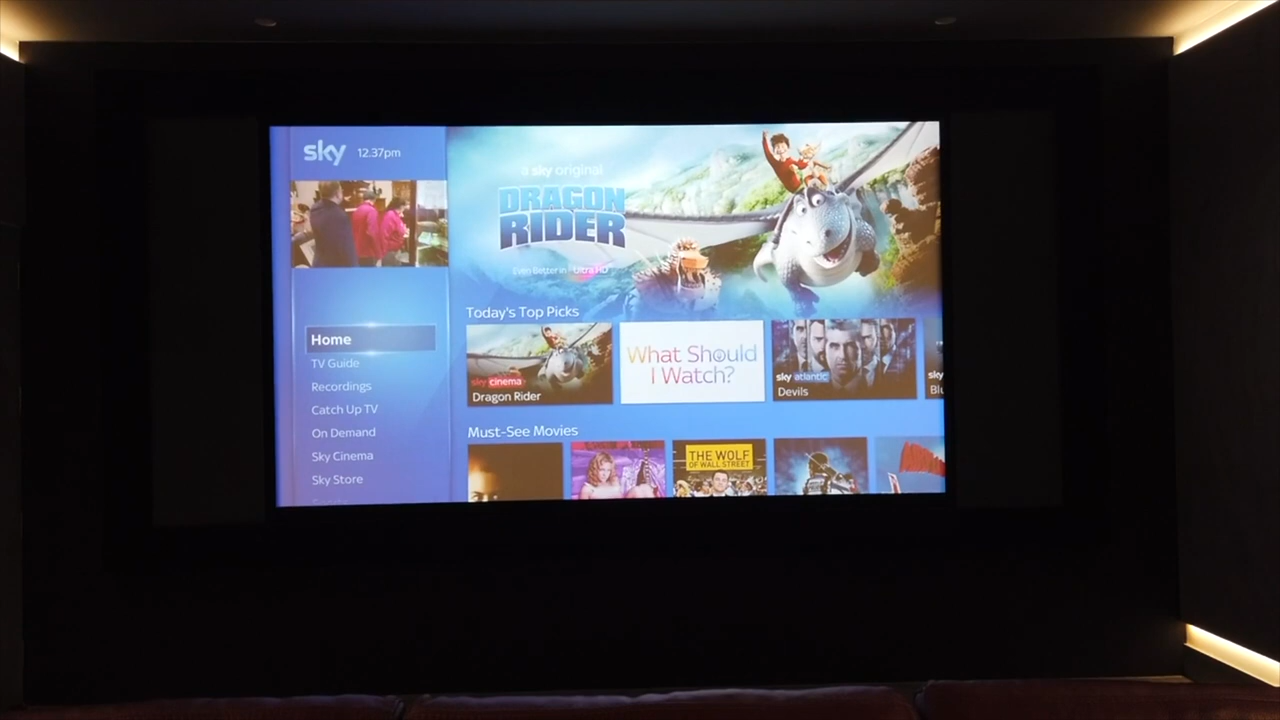 sky 12.37pm
a sky original
DRAGON
RIDER
Even Better in Ultra HD
Home
TV Guide
Recordings
Catch Up TV
On Demand
Sky Cinema
Sky Store
Today's Top Picks
sky cinema
Dragon Rider
What Should
I Watch?
sky atlantic
Devils
sky
Must-See Movies
THE WOLF
OF WALL STREET